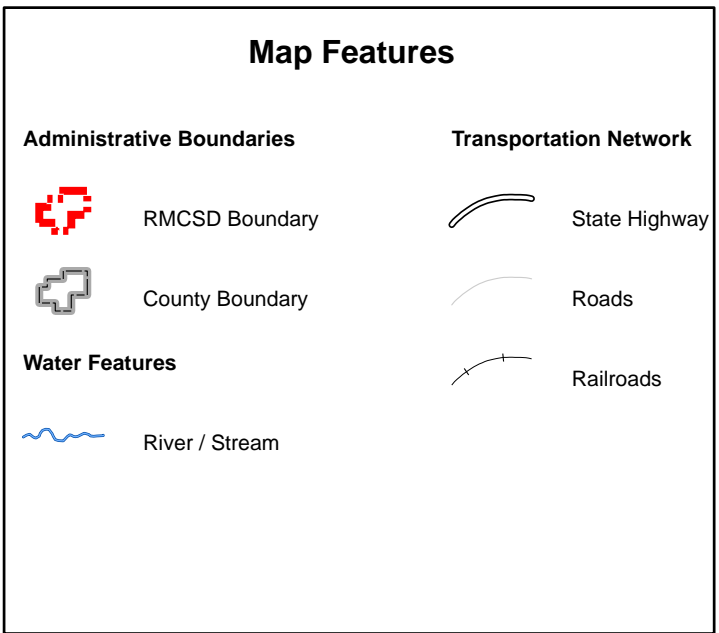 Map Features
Administrative Boundaries
RMCSD Boundary
County Boundary
Water Features
River / Stream
Transportation Network
State Highway
Roads
Railroads